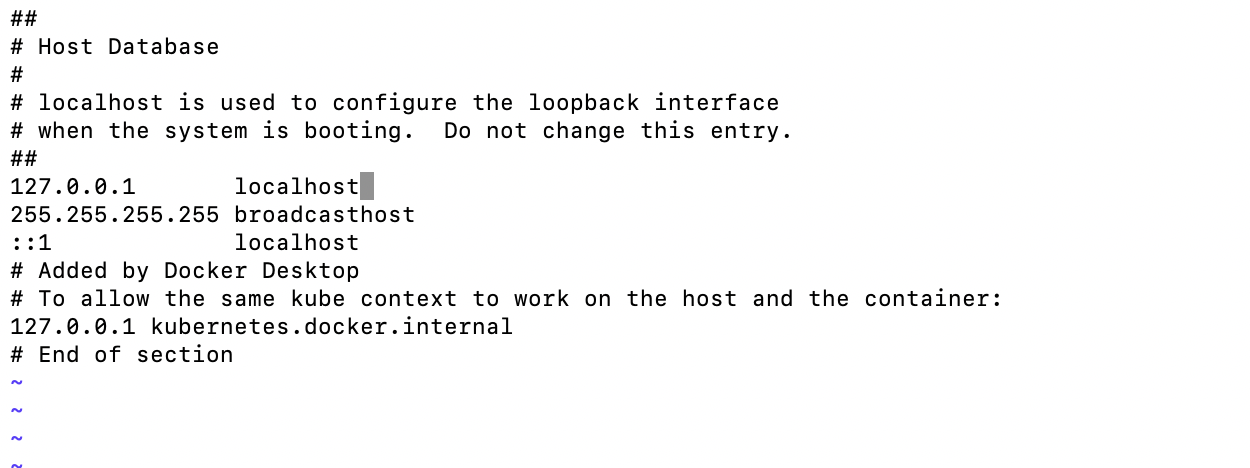 ##
# Host Database
#
# localhost is used to configure the loopback interface
# when the system is booting.  Do not change this entry.
##
127.0.0.1       localhost
255.255.255.255 broadcasthost
::1             localhost
# Added by Docker Desktop
# To allow the same kube context to work on the host and the container:
127.0.0.1 kubernetes.docker.internal
# End of section
~
~
~
~